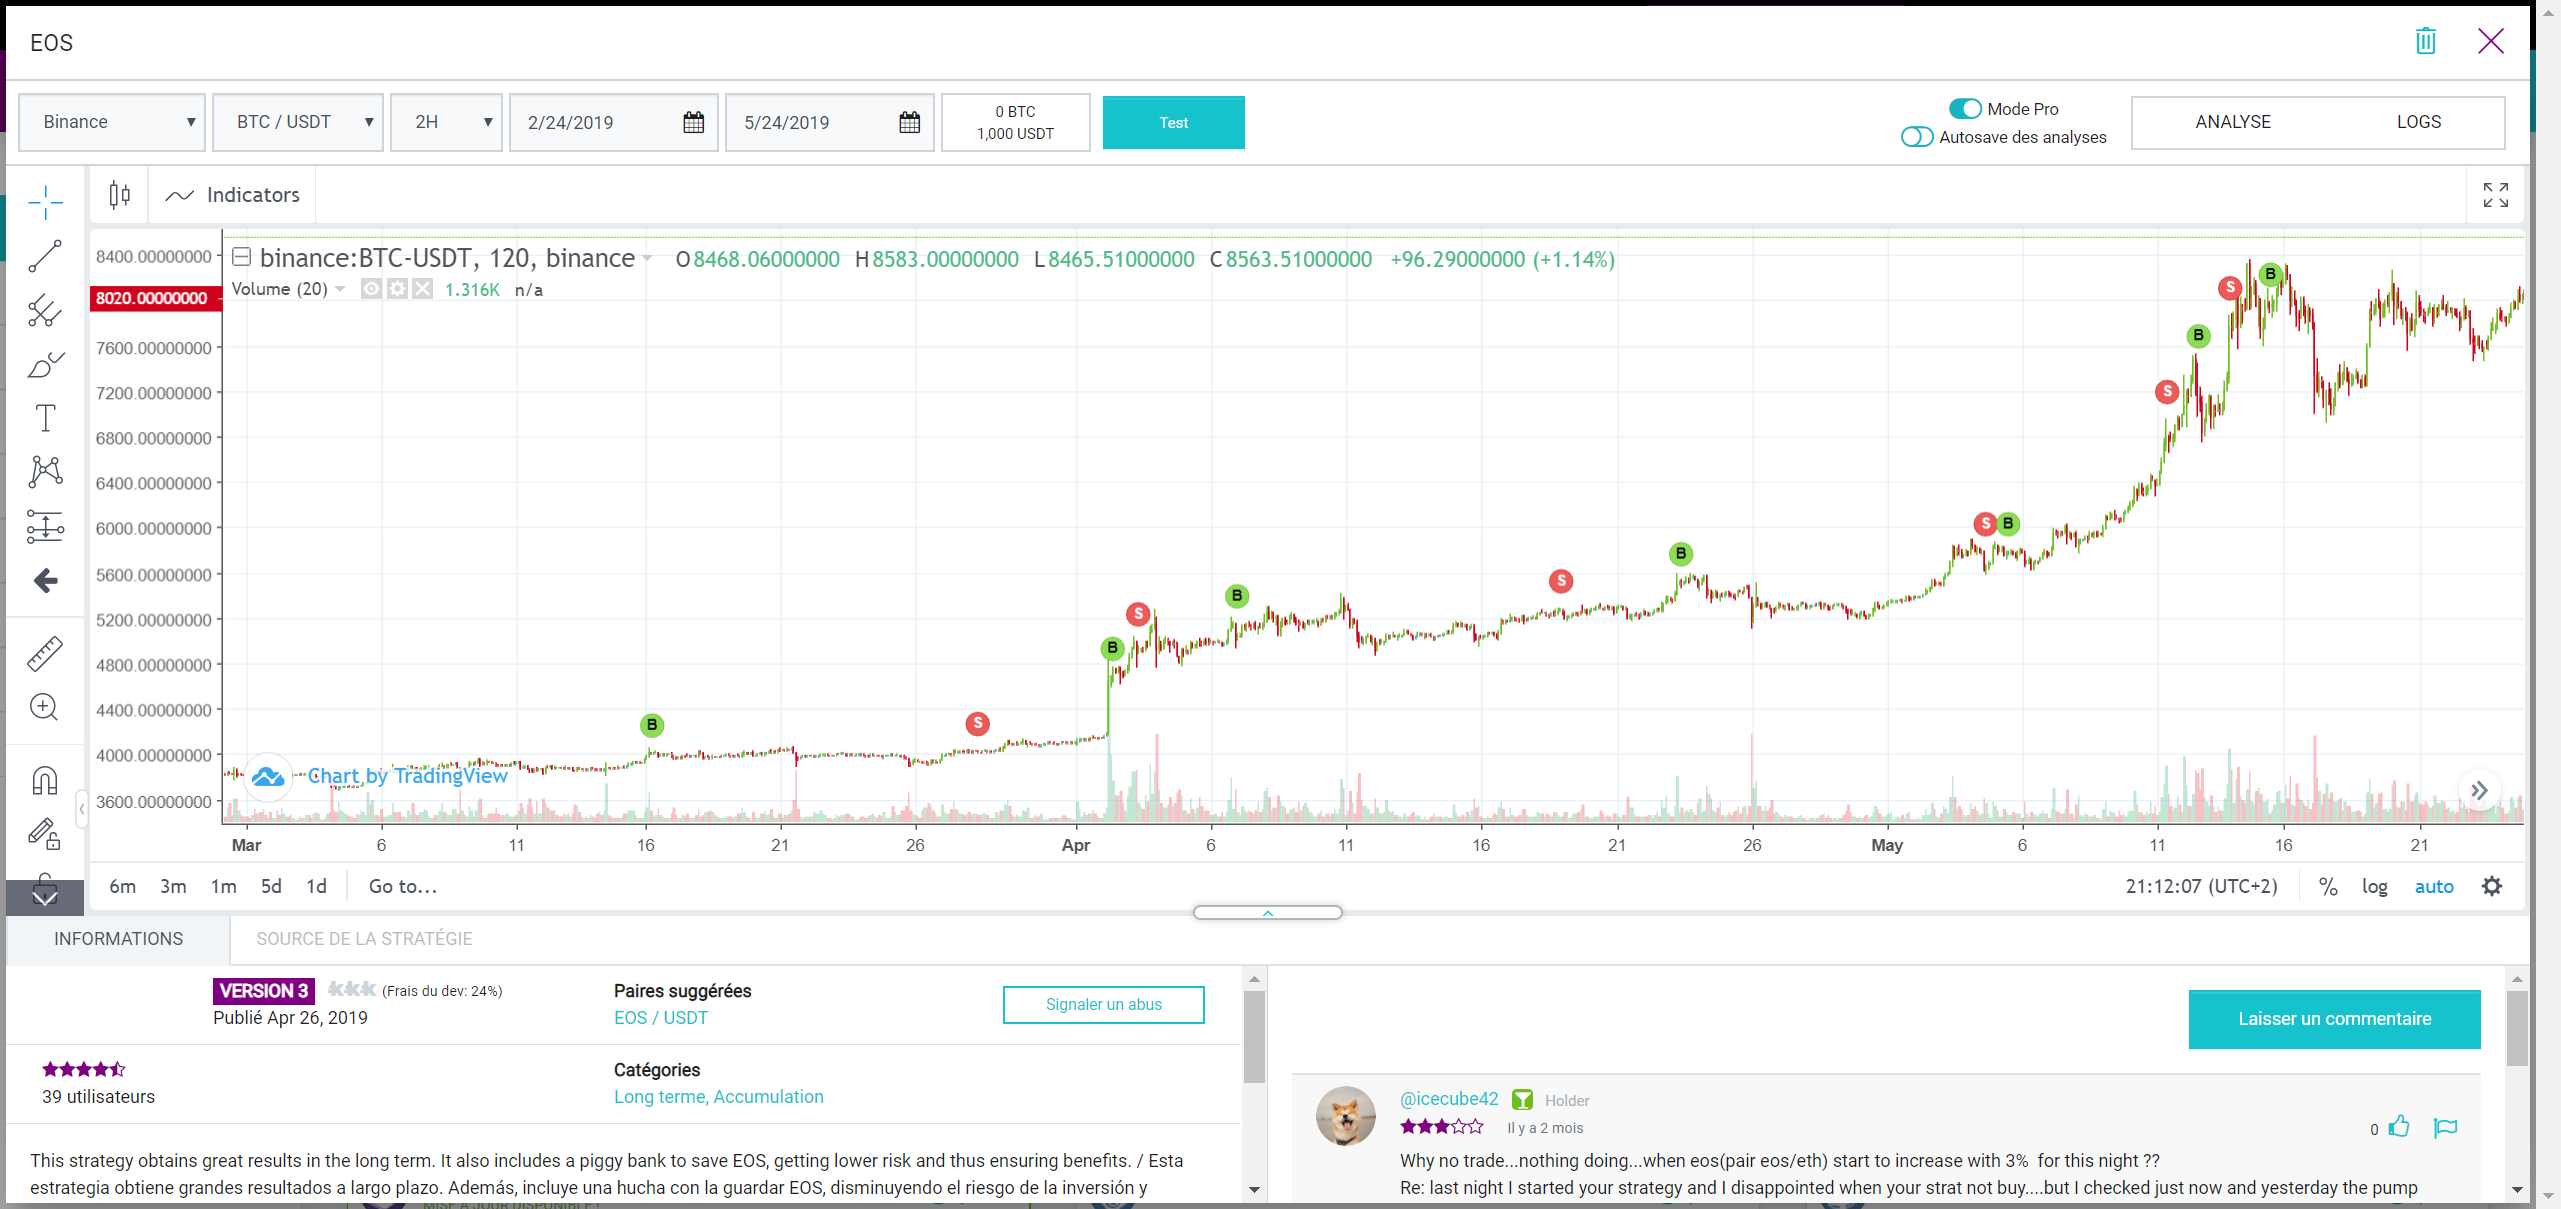 EOS
Binance BTC / USDT 2H 2/24/2019 5/24/2019 0 BTC
1,000 USDT
Test
Mode Pro
Autosave des analyses
ANALYSE LOGS
Indicators
binance:BTC-USDT, 120, binance O8468.06000000 H8583.00000000 L8465.51000000 C8563.51000000 +96.29000000 (+1.14%)
Volume (20) 1.316K n/a
8400.00000000
8020.00000000
7600.00000000
7200.00000000
6800.00000000
6400.00000000
6000.00000000
5600.00000000
5200.00000000
4800.00000000
4400.00000000
4000.00000000
3600.00000000
B S B S B S B S B S B S B
Chart by TradingView
Mar 6 11 16 21 26 Apr 6 11 16 21 26 May 6 11 16 21
6m 3m 1m 5d 1d Go to... 21:12:07 (UTC+2) % log auto
INFORMATIONS SOURCE DE LA STRATÉGIE
VERSION 3 (Frais du dev: 24%)
Publié Apr 26, 2019
Paires suggérées
EOS / USDT
Signaler un abus
39 utilisateurs
Catégories
Long terme, Accumulation
This strategy obtains great results in the long term. It also includes a piggy bank to save EOS, getting lower risk and thus ensuring benefits. / Esta
estrategia obtiene grandes resultados a largo plazo. Además, incluye una hucha con la guardar EOS, disminuyendo el riesgo de la inversión y
Laisser un commentaire
@icecube42 Holder
Il y a 2 mois
0
Why no trade...nothing doing...when eos(pair eos/eth) start to increase with 3% for this night ??
Re: last night I started your strategy and I disappointed when your strat not buy....but I checked just now and yesterday the pump